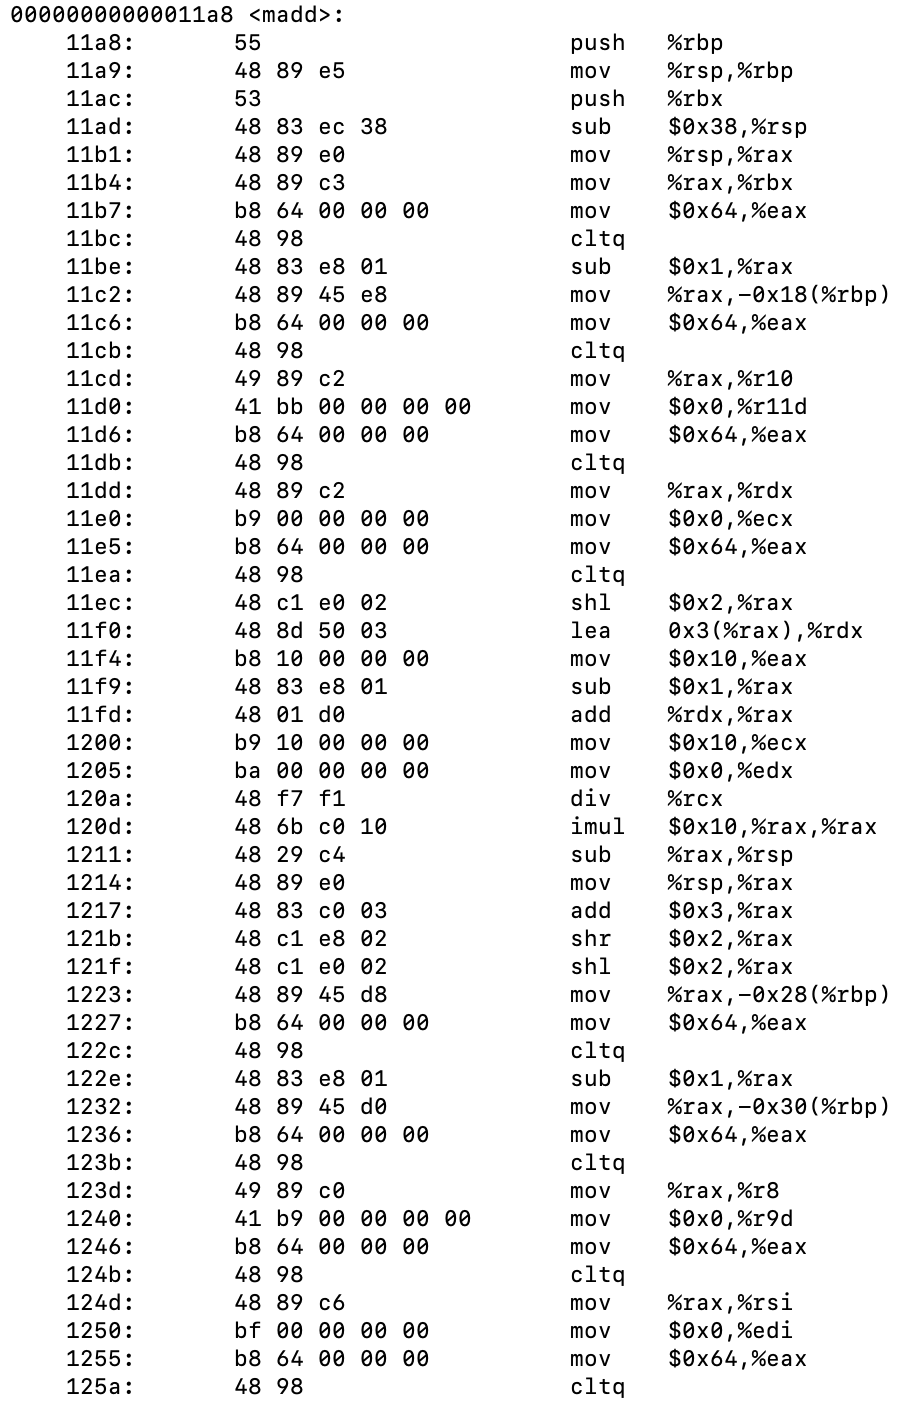 00000000000011a8 <madd>:
11a8: 55 push %rbp
11a9: 48 89 e5 mov %rsp,%rbp
11ac: 53 push %rbx
11ad: 48 83 ec 38 sub $0x38,%rsp
11b1: 48 89 e0 mov %rsp,%rax
11b4: 48 89 c3 mov %rax,%rbx
11b7: b8 64 00 00 00 mov $0x64,%eax
11bc: 48 98 cltq
11be: 48 83 e8 01 sub $0x1,%rax
11c2: 48 89 45 e8 mov %rax,-0x18(%rbp)
11c6: b8 64 00 00 00 mov $0x64,%eax
11cb: 48 98 cltq
11cd: 49 89 c2 mov %rax,%r10
11d0: 41 bb 00 00 00 00 mov $0x0,%r11d
11d6: b8 64 00 00 00 mov $0x64,%eax
11db: 48 98 cltq
11dd: 48 89 c2 mov %rax,%rdx
11e0: b9 00 00 00 00 mov $0x0,%ecx
11e5: b8 64 00 00 00 mov $0x64,%eax
11ea: 48 98 cltq
11ec: 48 c1 e0 02 shl $0x2,%rax
11f0: 48 8d 50 03 lea 0x3(%rax),%rdx
11f4: b8 10 00 00 00 mov $0x10,%eax
11f9: 48 83 e8 01 sub $0x1,%rax
11fd: 48 01 d0 add %rdx,%rax
1200: b9 10 00 00 00 mov $0x10,%ecx
1205: ba 00 00 00 00 mov $0x0,%edx
120a: 48 f7 f1 div %rcx
120d: 48 6b c0 10 imul $0x10,%rax,%rax
1211: 48 29 c4 sub %rax,%rsp
1214: 48 89 e0 mov %rsp,%rax
1217: 48 83 c0 03 add $0x3,%rax
121b: 48 c1 e8 02 shr $0x2,%rax
121f: 48 c1 e0 02 shl $0x2,%rax
1223: 48 89 45 d8 mov %rax,-0x28(%rbp)
1227: b8 64 00 00 00 mov $0x64,%eax
122c: 48 98 cltq
122e: 48 83 e8 01 sub $0x1,%rax
1232: 48 89 45 d0 mov %rax,-0x30(%rbp)
1236: b8 64 00 00 00 mov $0x64,%eax
123b: 48 98 cltq
123d: 49 89 c0 mov %rax,%r8
1240: 41 b9 00 00 00 00 mov $0x0,%r9d
1246: b8 64 00 00 00 mov $0x64,%eax
124b: 48 98 cltq
124d: 48 89 c6 mov %rax,%rsi
1250: bf 00 00 00 00 mov $0x0,%edi
1255: b8 64 00 00 00 mov $0x64,%eax
125a: 48 98 cltq